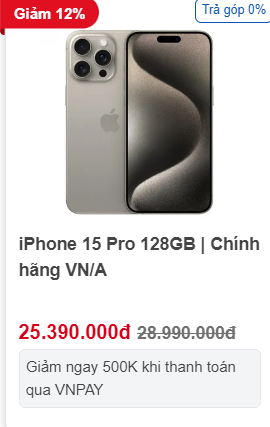 Giảm 12%
Trả góp 0%
iPhone 15 Pro 128GB | Chính
hãng VN/A
25.390.000đ 28.990.000đ
Giảm ngay 500K khi thanh toán
qua VNPAY